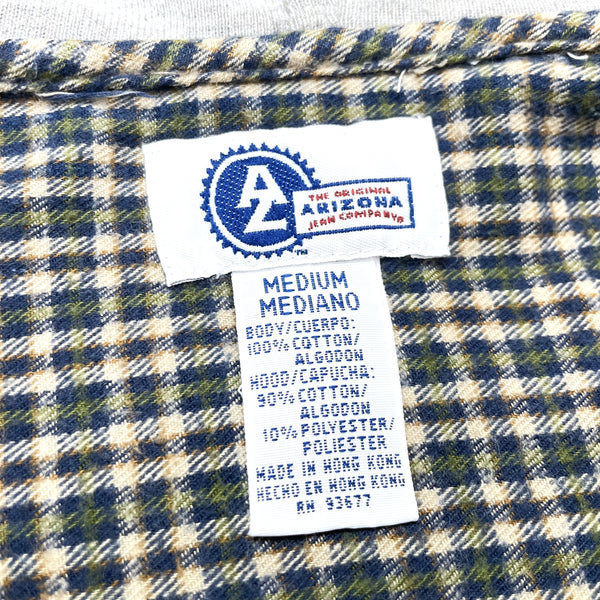 AZ
THE ORIGINAL
ARIZONA
JEAN COMPANY®
™
MEDIUM
MEDIANO
BODY/CUERPO:
100% COTTON/
ALGODON
HOOD/CAPUCHA:
90% COTTON/
ALGODON
10% POLYESTER/
POLIESTER
MADE IN HONG KONG
HECHO EN HONG KONG
RN 93677